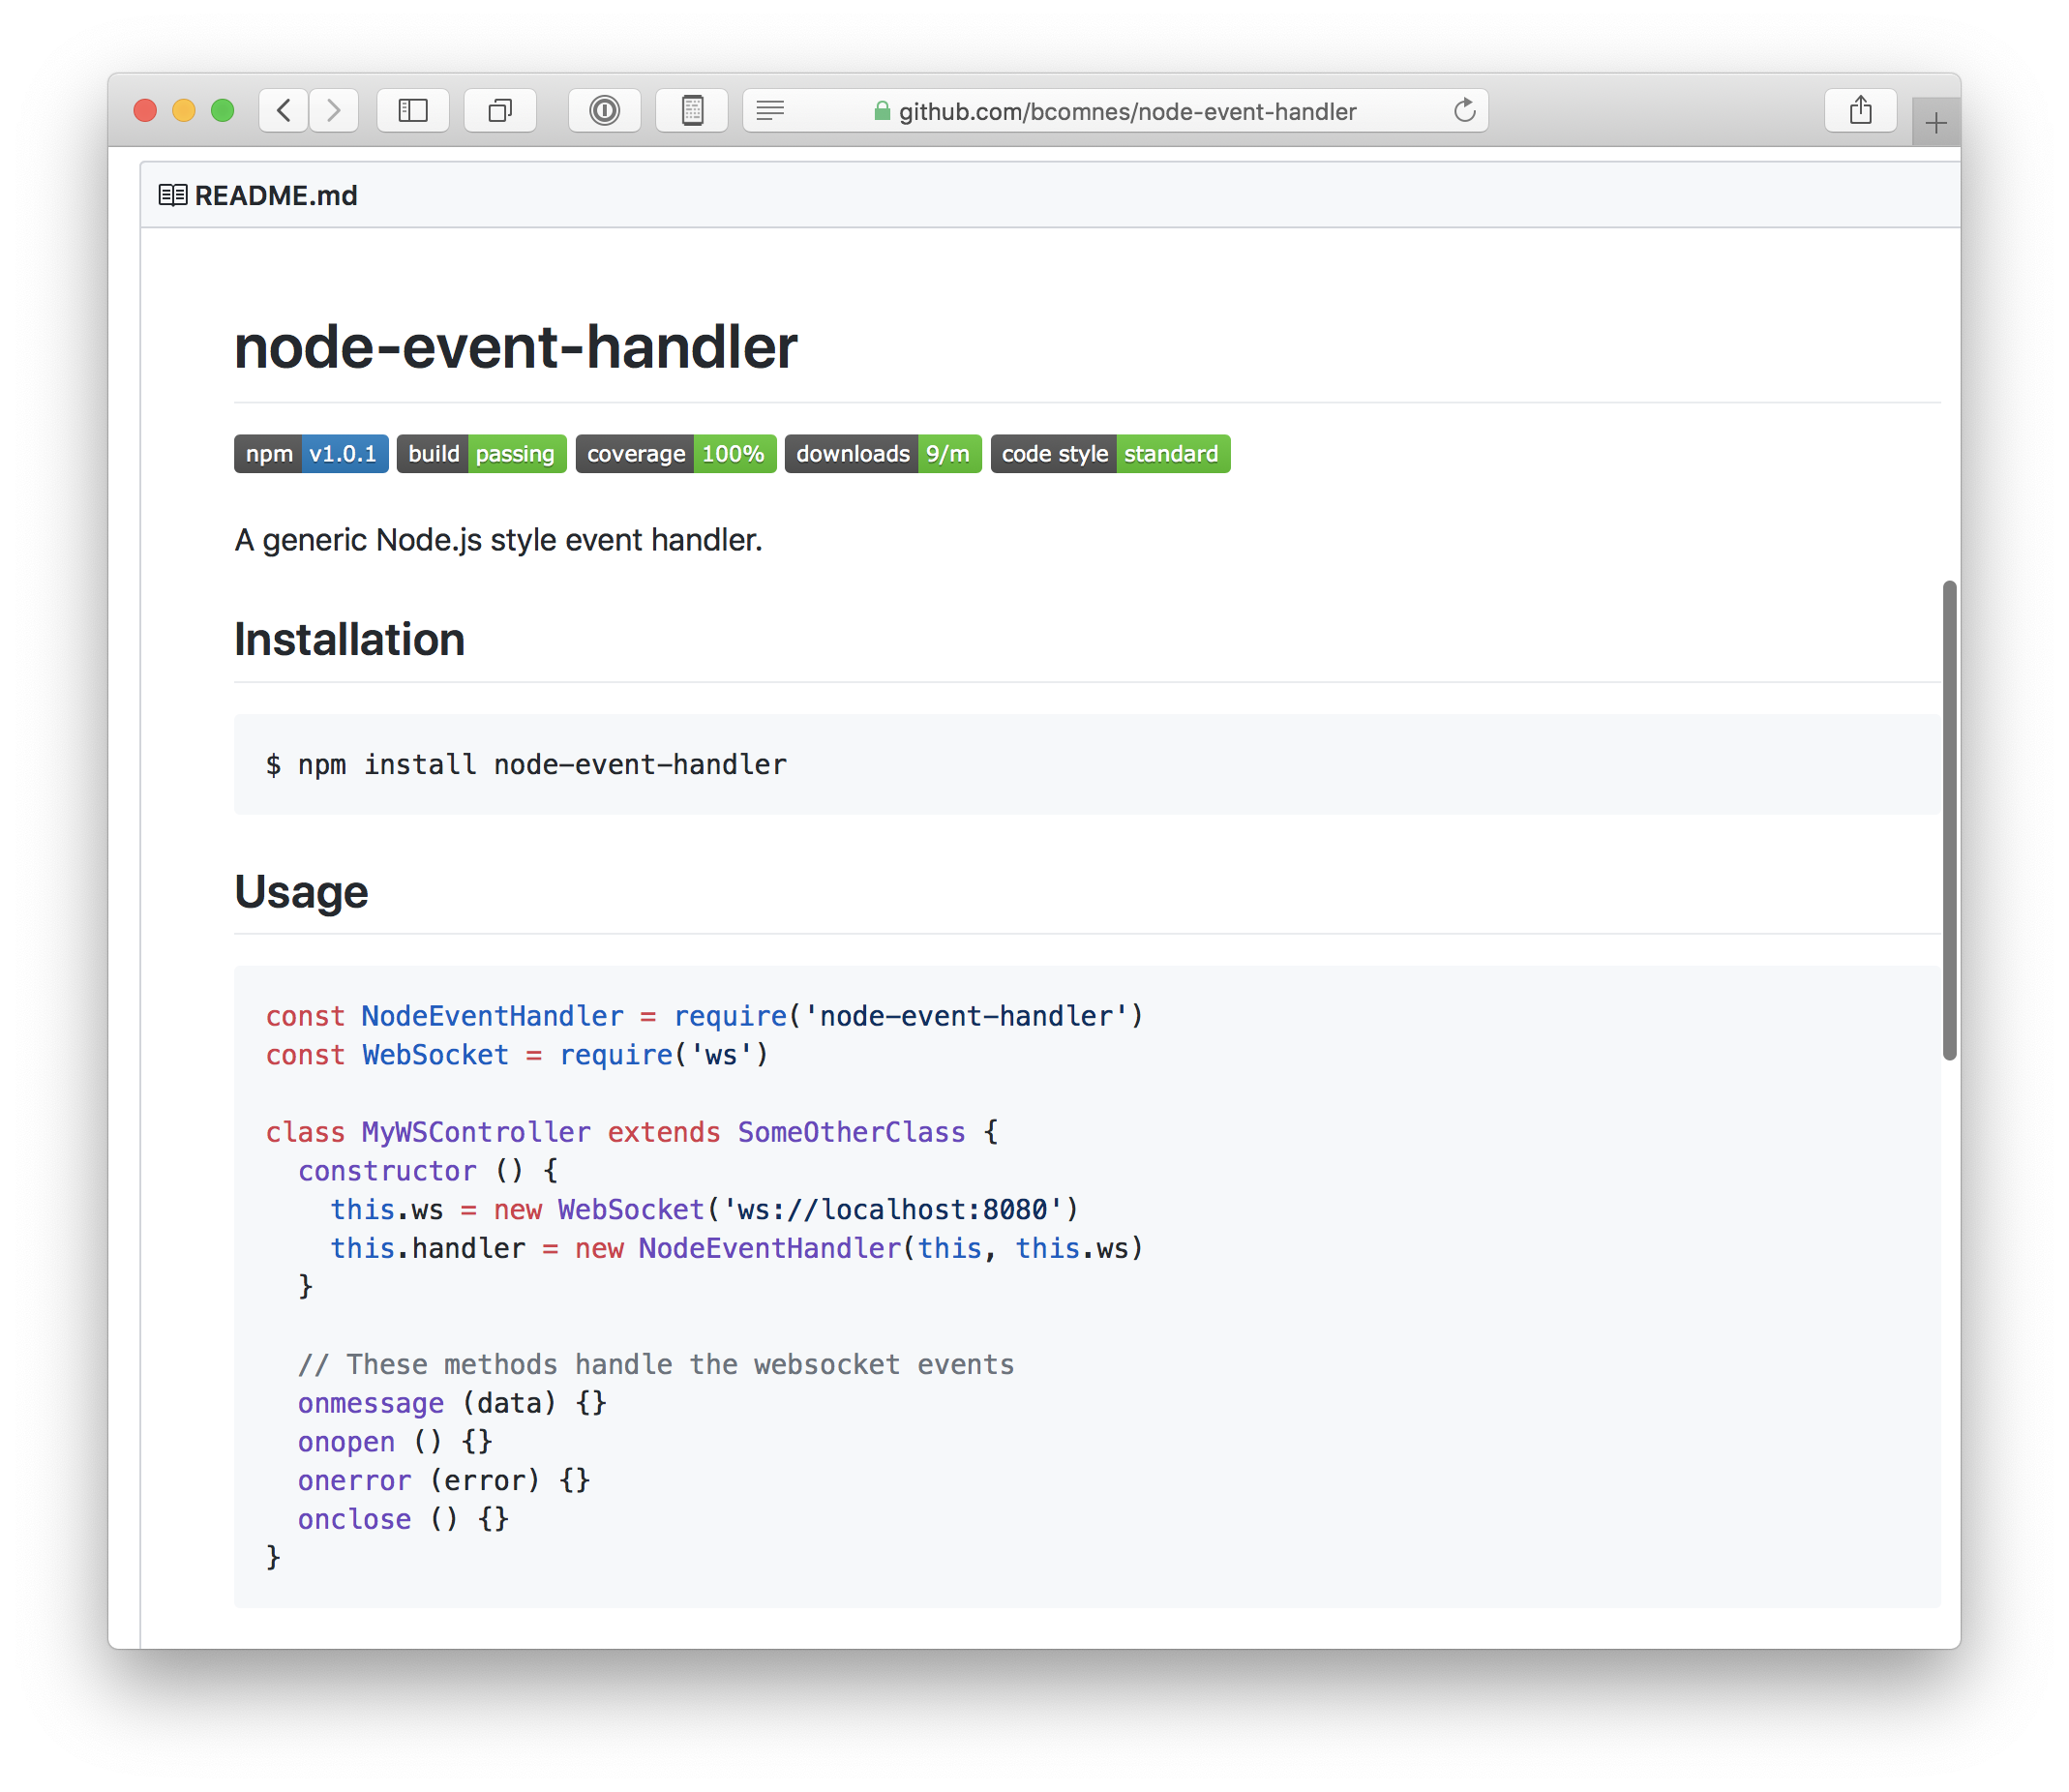 github.com/bcomnes/node-event-handler
README.md
node-event-handler
npm v1.0.1 build passing coverage 100% downloads 9/m code style standard
A generic Node.js style event handler.
Installation
$ npm install node-event-handler
Usage
const NodeEventHandler = require('node-event-handler')
const WebSocket = require('ws')
class MyWSController extends SomeOtherClass {
  constructor () {
    this.ws = new WebSocket('ws://localhost:8080')
    this.handler = new NodeEventHandler(this, this.ws)
  }
  // These methods handle the websocket events
  onmessage (data) {}
  onopen () {}
  onerror (error) {}
  onclose () {}
}